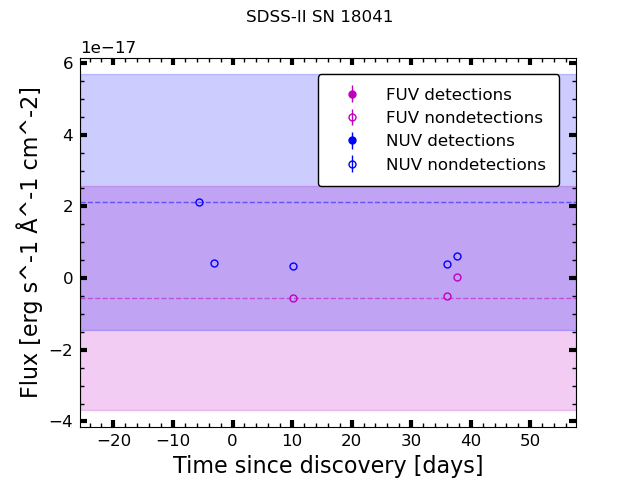 SDSS-II SN 18041
1e−17
FUV detections
FUV nondetections
NUV detections
NUV nondetections
6
4
2
0
−2
−4
Flux [erg s^-1 Å^-1 cm^-2]
−20 −10 0 10 20 30 40 50
Time since discovery [days]